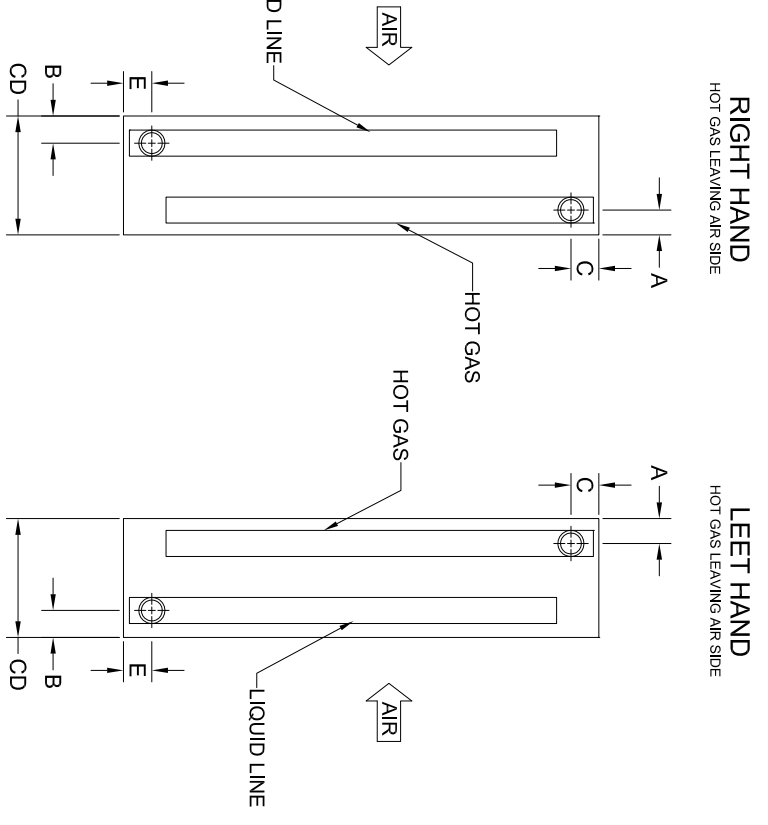 RIGHT HAND
HOT GAS LEAVING AIR SIDE
A
C
HOT GAS
AIR
D LINE
E
B
CD
LEET HAND
HOT GAS LEAVING AIR SIDE
A
C
HOT GAS
AIR
LIQUID LINE
E
B
CD